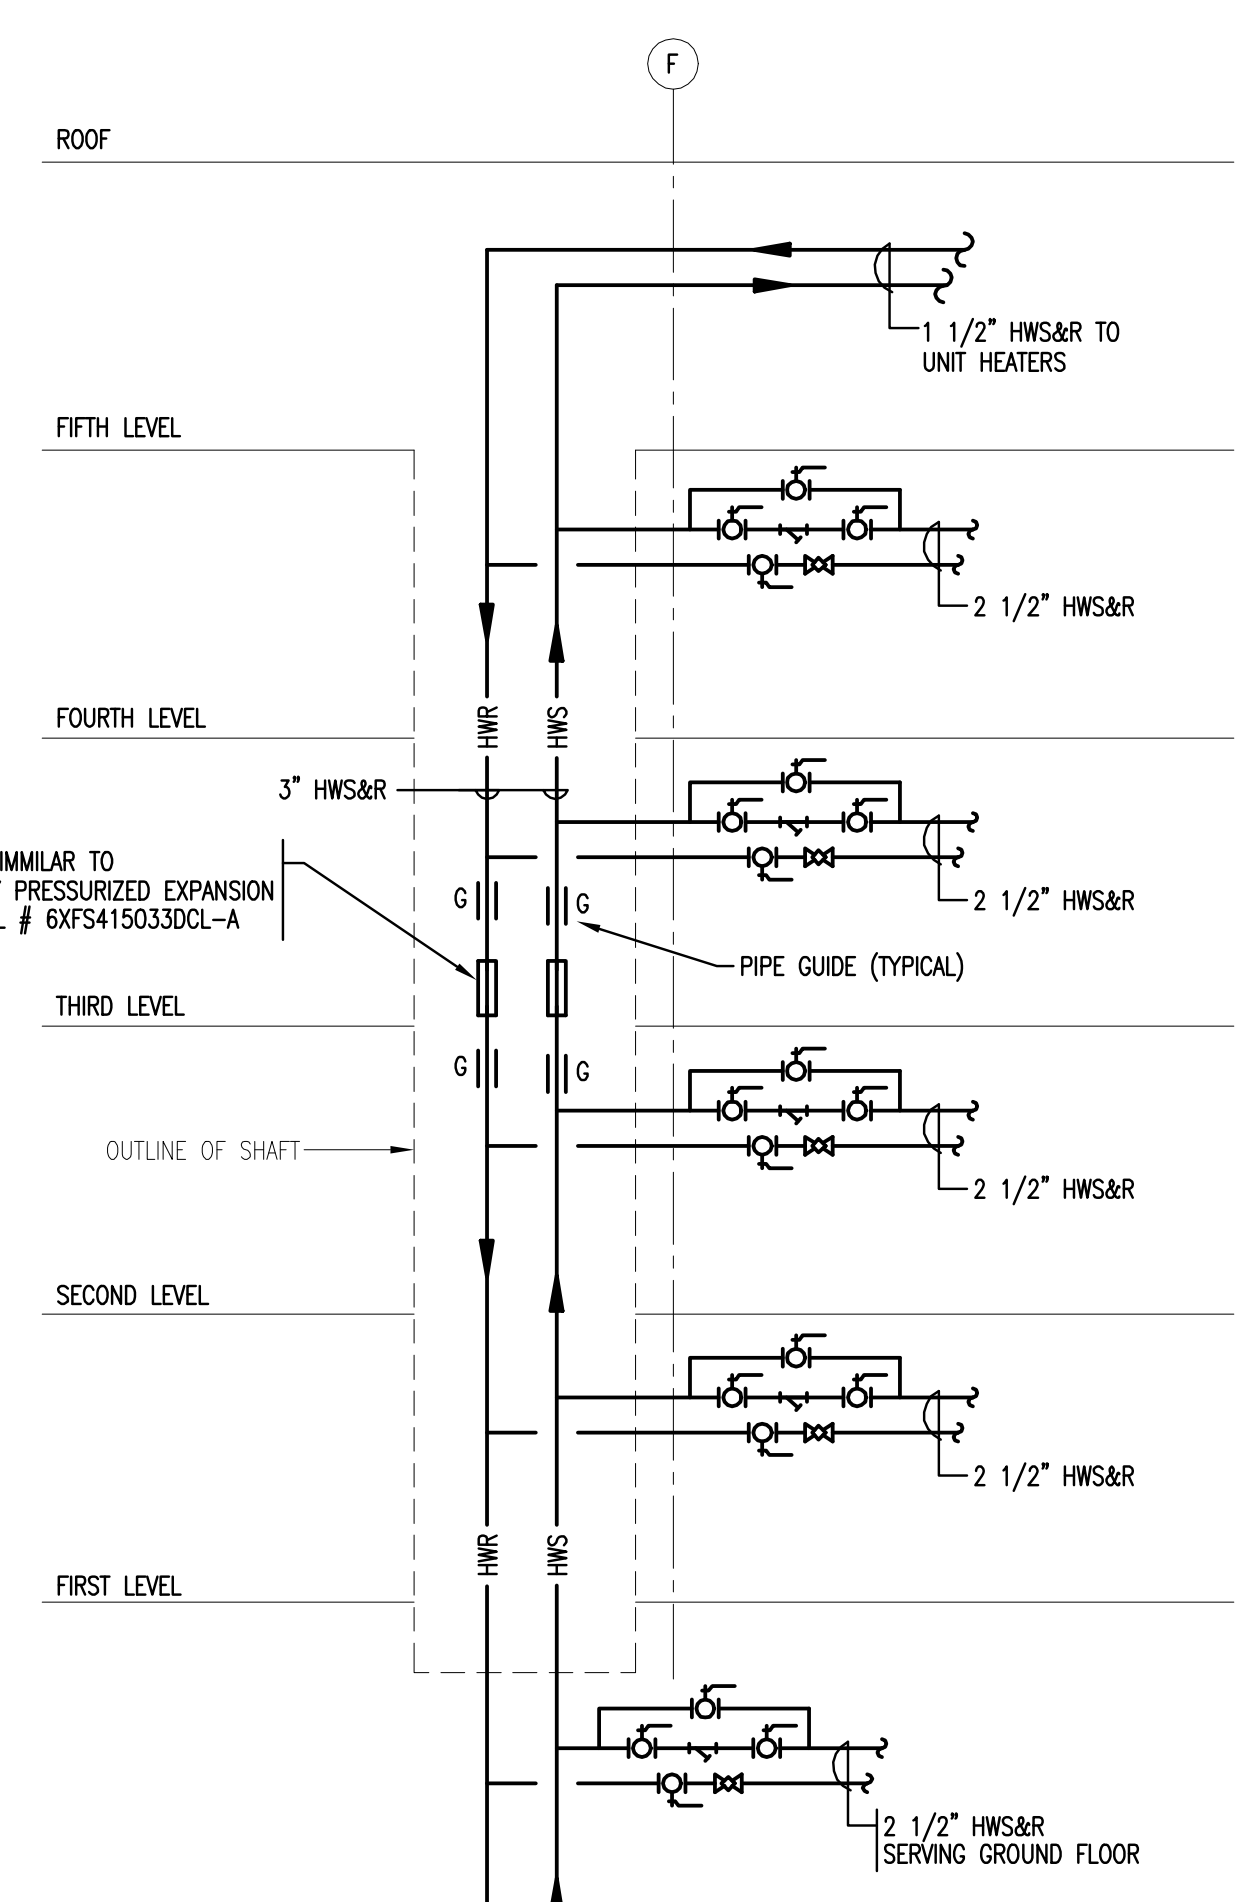 F
ROOF
1 1/2" HWS&R TO
UNIT HEATERS
FIFTH LEVEL
2 1/2" HWS&R
FOURTH LEVEL
HWR
HWS
3" HWS&R
IMMILAR TO
PRESSURIZED EXPANSION
# 6XFS415033DCL-A
G
G
2 1/2" HWS&R
PIPE GUIDE (TYPICAL)
THIRD LEVEL
G
G
OUTLINE OF SHAFT
2 1/2" HWS&R
SECOND LEVEL
2 1/2" HWS&R
HWR
HWS
FIRST LEVEL
2 1/2" HWS&R
SERVING GROUND FLOOR